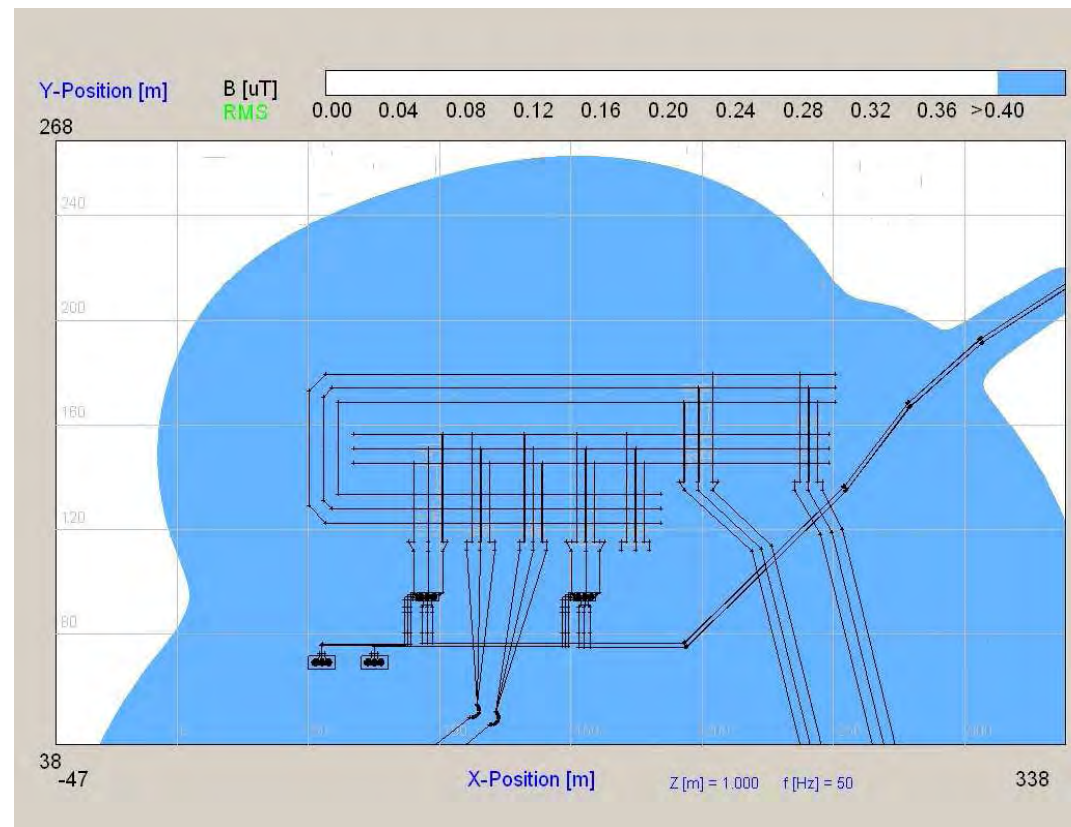 Y-Position [m]
B [uT]
RMS
0.00 0.04 0.08 0.12 0.16 0.20 0.24 0.28 0.32 0.36 >0.40
268
240
200
160
120
80
38
-47
X-Position [m]
Z [m] = 1.000 f [Hz] = 50
338